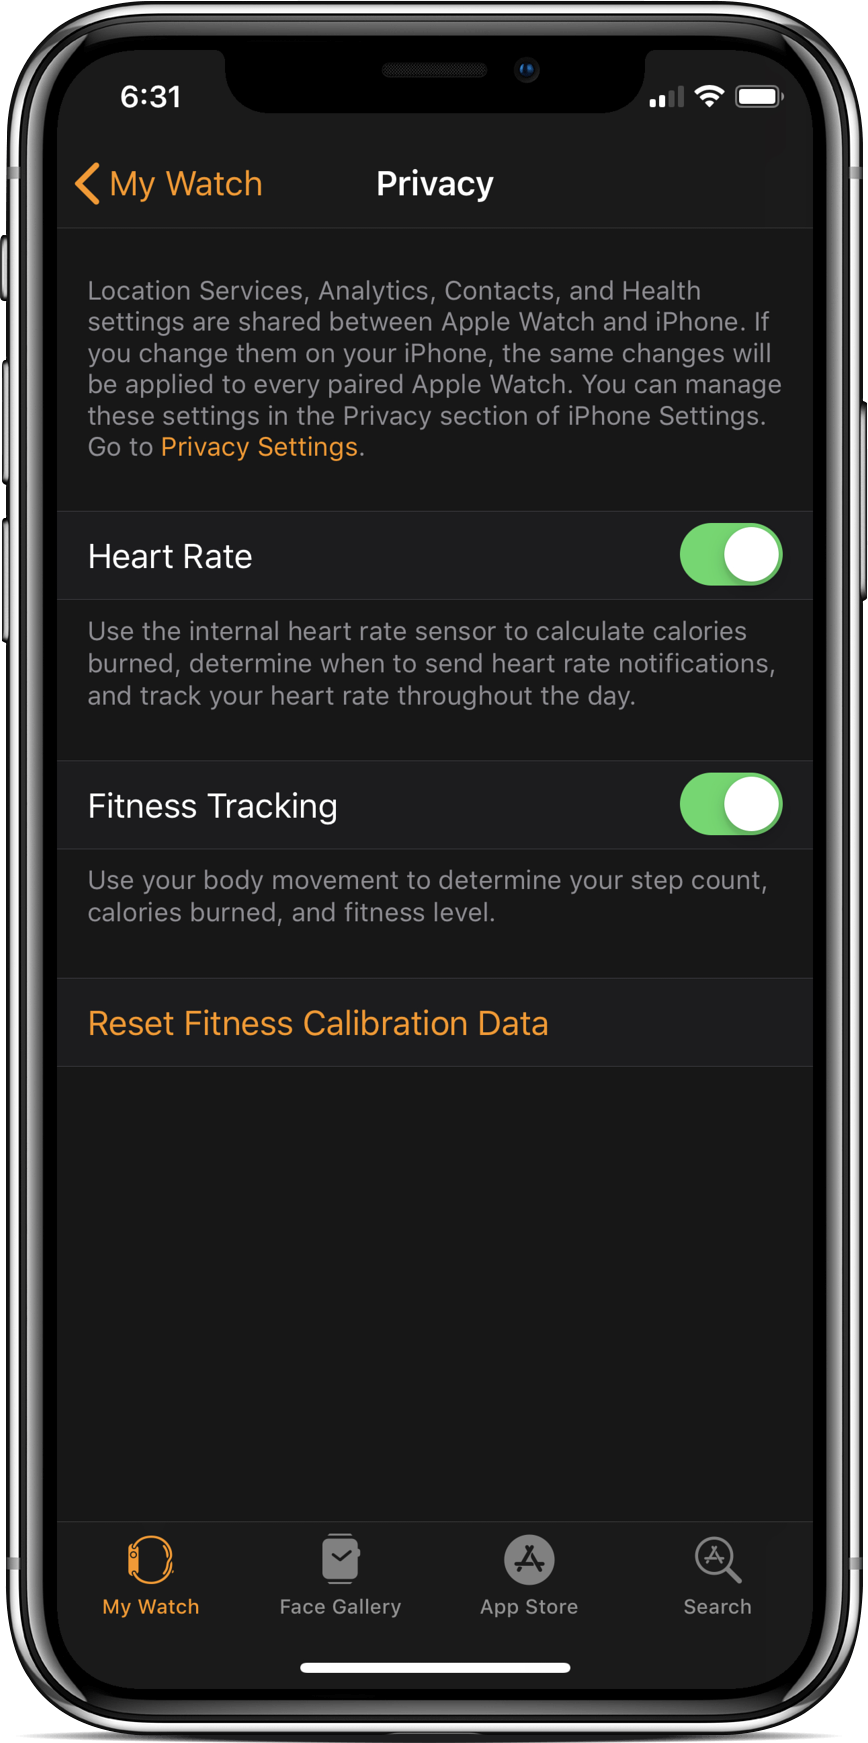 6:31
My Watch
Privacy
Location Services, Analytics, Contacts, and Health
settings are shared between Apple Watch and iPhone. If
you change them on your iPhone, the same changes will
be applied to every paired Apple Watch. You can manage
these settings in the Privacy section of iPhone Settings.
Go to Privacy Settings.
Heart Rate
Use the internal heart rate sensor to calculate calories
burned, determine when to send heart rate notifications,
and track your heart rate throughout the day.
Fitness Tracking
Use your body movement to determine your step count,
calories burned, and fitness level.
Reset Fitness Calibration Data
My Watch
Face Gallery
App Store
Search